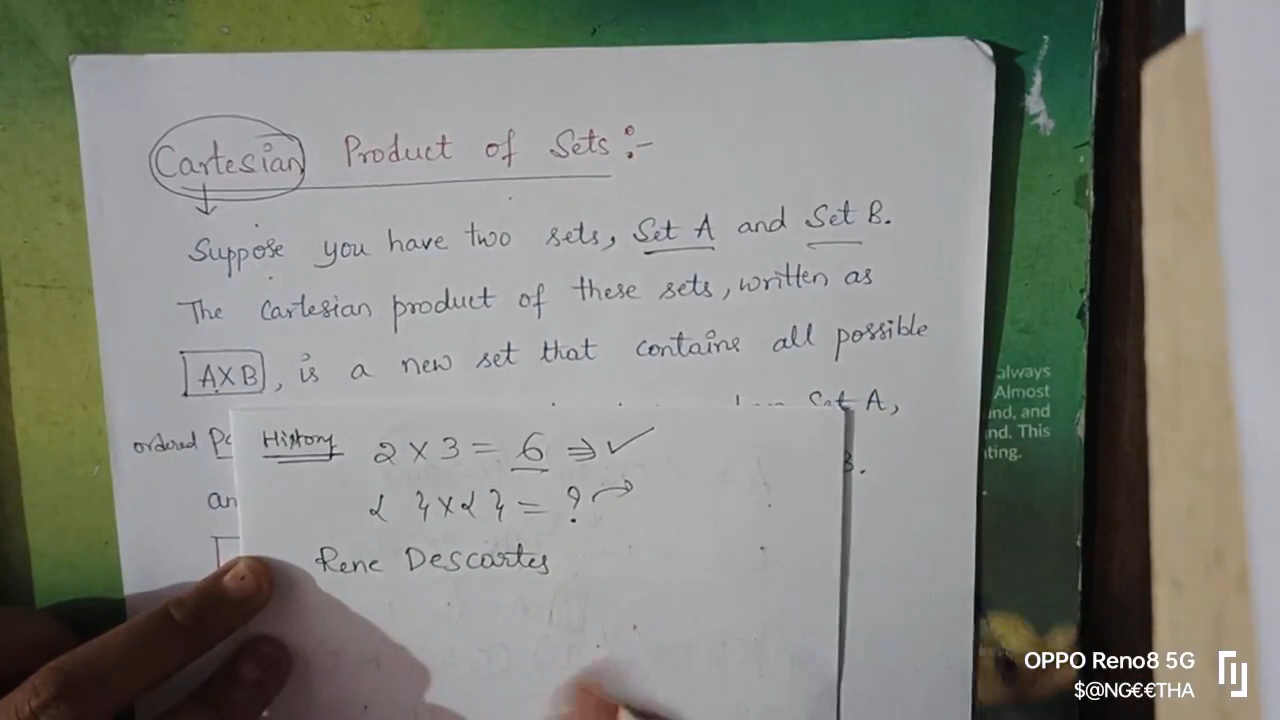 Cartesian Product of Sets :-
Suppose you have two sets, Set A and Set B.
The Cartesian product of these sets, written as
A×B, is a new set that contains all possible
Set A,
ordered
History 2 × 3 = 6 ⇒ ✓
{ } × { } = ? →
Rene Descartes
always
Almost
and, and
nd. This
ting.
OPPO Reno8 5G
$@NG€€THA